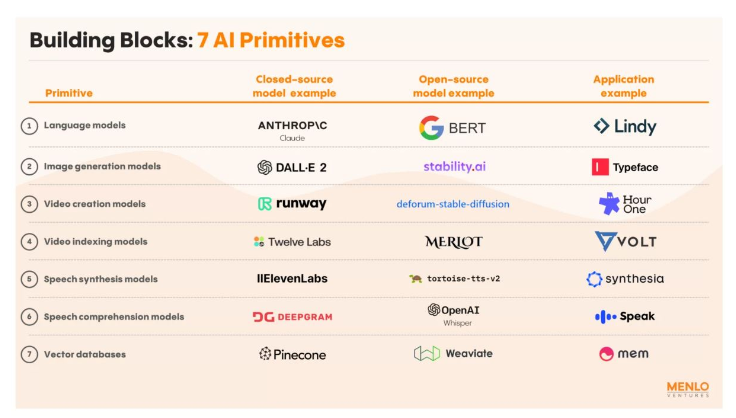 Building Blocks: 7 AI Primitives
Primitive
Closed-source
model example
Open-source
model example
Application
example
1 Language models
ANTHROP\C
Claude
BERT
Lindy
2 Image generation models
DALL·E 2
stability.ai
Typeface
3 Video creation models
runway
deforum-stable-diffusion
Hour
One
4 Video indexing models
Twelve Labs
MERLOT
VOLT
5 Speech synthesis models
IIElevenLabs
tortoise-tts-v2
synthesia
6 Speech comprehension models
DG DEEPGRAM
OpenAI
Whisper
Speak
7 Vector databases
Pinecone
Weaviate
mem
MENLO
VENTURES